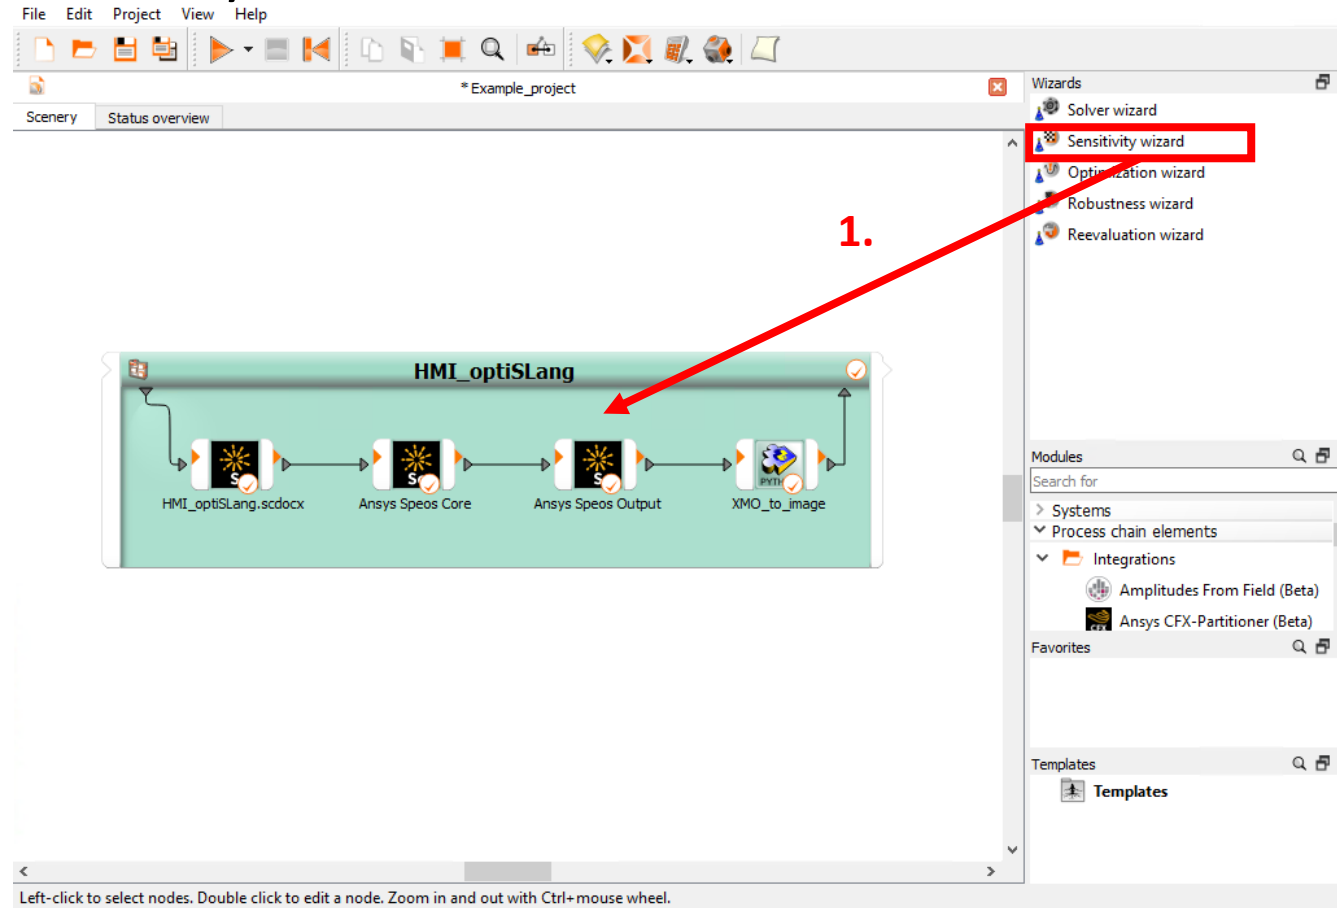 File Edit Project View Help
* Example_project
Scenery Status overview
Wizards
Solver wizard
Sensitivity wizard
Optimization wizard
Robustness wizard
Reevaluation wizard
1.
HMI_optiSLang
HMI_optiSLang.scdocx
Ansys Speos Core
Ansys Speos Output
PYTH
XMO_to_image
Modules
Search for
Systems
Process chain elements
Integrations
Amplitudes From Field (Beta)
CFX
Ansys CFX-Partitioner (Beta)
Favorites
Templates
Templates
Left-click to select nodes. Double click to edit a node. Zoom in and out with Ctrl+mouse wheel.